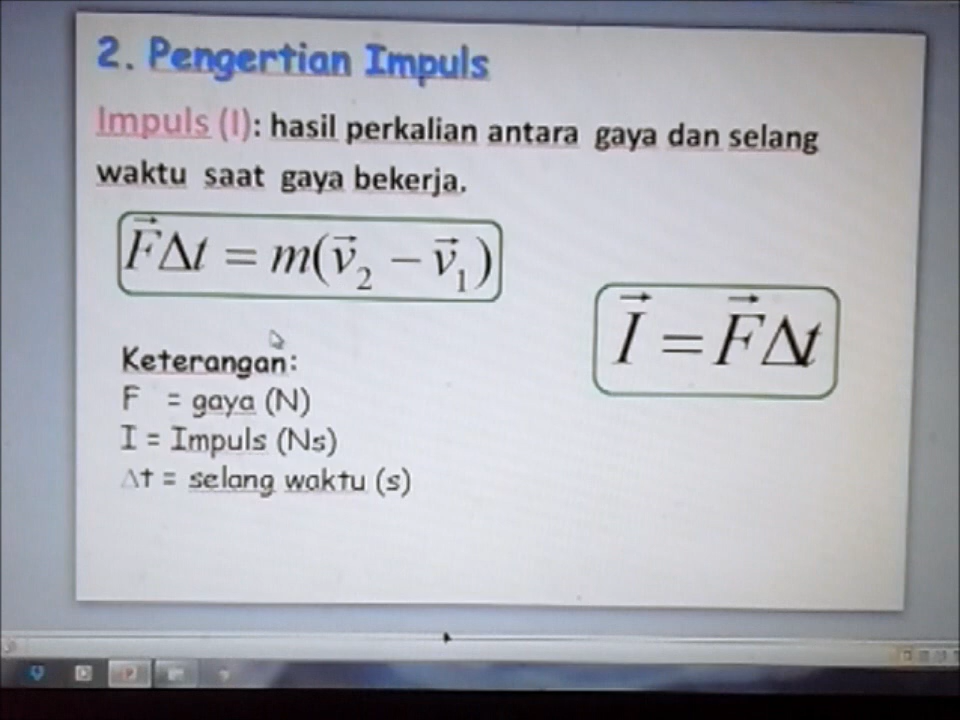 2. Pengertian Impuls
Impuls (I): hasil perkalian antara gaya dan selang
waktu saat gaya bekerja.
F⃗Δt = m(v⃗₂ − v⃗₁)
I⃗ = F⃗Δt
Keterangan:
F = gaya (N)
I = Impuls (Ns)
Δt = selang waktu (s)